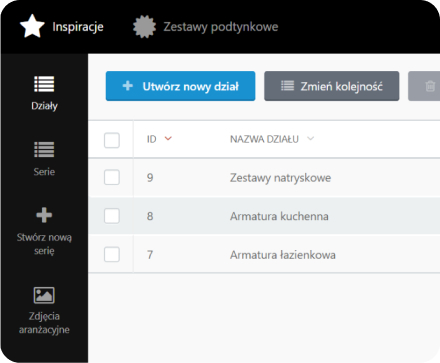 Inspiracje
Zestawy podtynkowe
Działy
Serie
Stwórz nową
serię
Zdjęcia
aranżacyjne
Utwórz nowy dział
Zmień kolejność
ID
NAZWA DZIAŁU
9
Zestawy natryskowe
8
Armatura kuchenna
7
Armatura łazienkowa